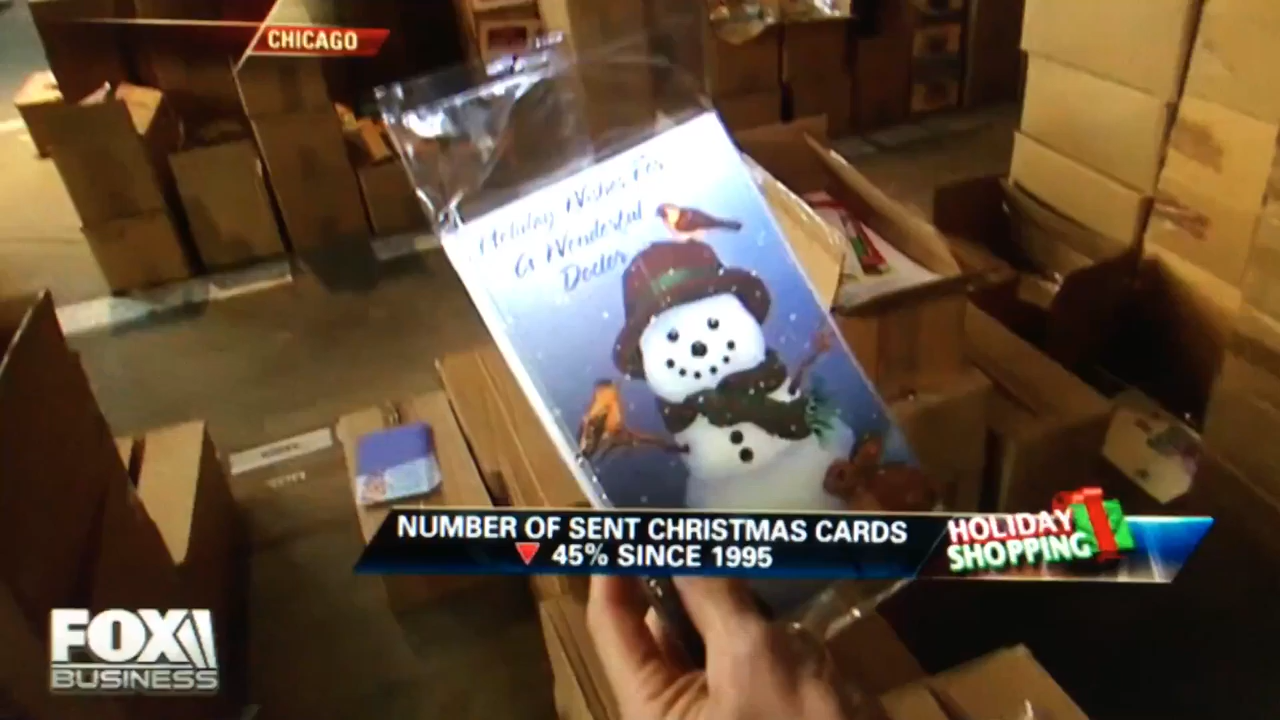 CHICAGO
Holiday Wishes For
A Wonderful
Doctor
NUMBER OF SENT CHRISTMAS CARDS
▼ 45% SINCE 1995
HOLIDAY
SHOPPING
FOX
BUSINESS